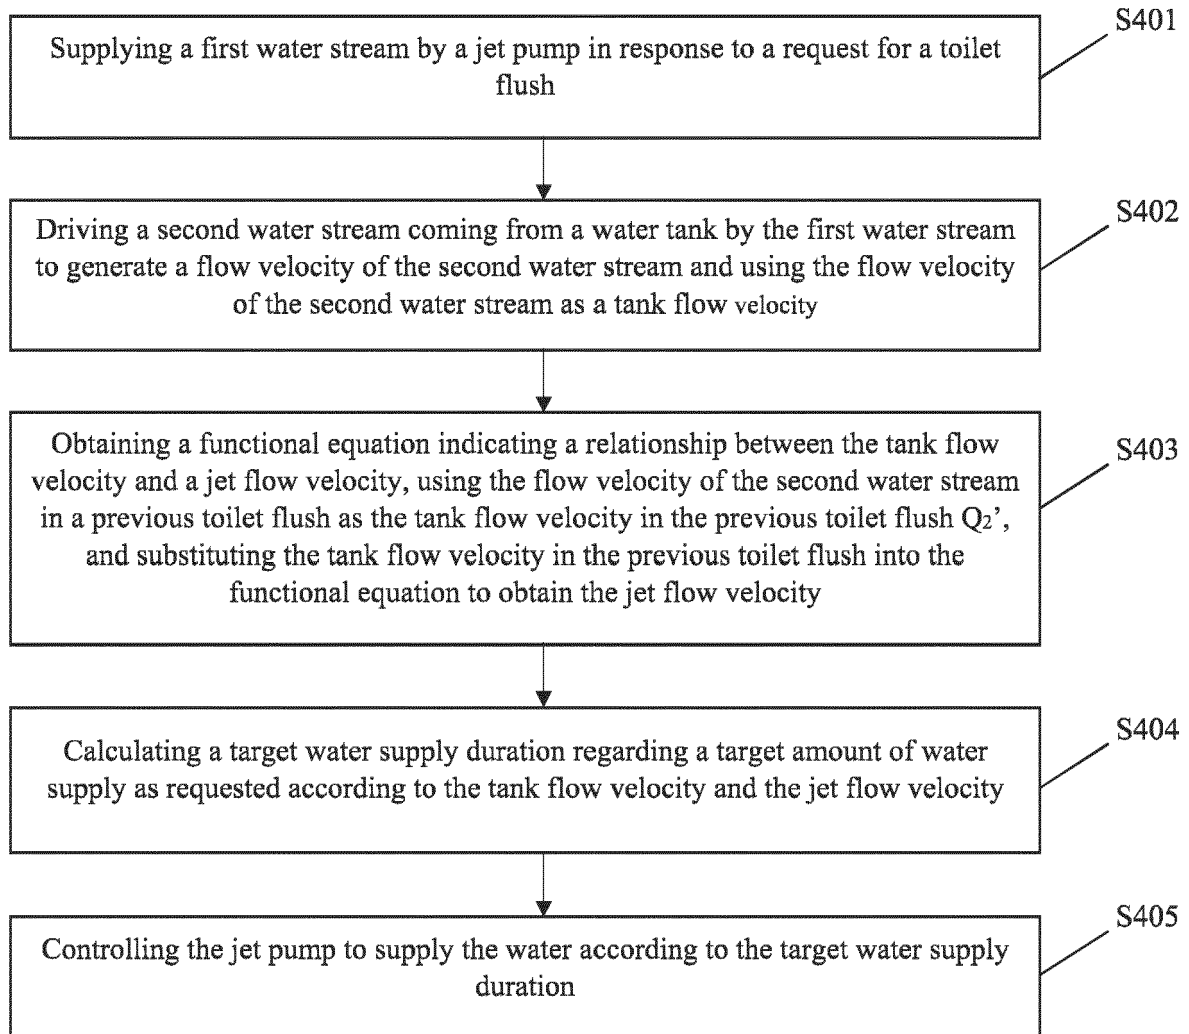 S401
Supplying a first water stream by a jet pump in response to a request for a toilet
flush
S402
Driving a second water stream coming from a water tank by the first water stream
to generate a flow velocity of the second water stream and using the flow velocity
of the second water stream as a tank flow velocity
S403
Obtaining a functional equation indicating a relationship between the tank flow
velocity and a jet flow velocity, using the flow velocity of the second water stream
in a previous toilet flush as the tank flow velocity in the previous toilet flush Q₂’,
and substituting the tank flow velocity in the previous toilet flush into the
functional equation to obtain the jet flow velocity
S404
Calculating a target water supply duration regarding a target amount of water
supply as requested according to the tank flow velocity and the jet flow velocity
S405
Controlling the jet pump to supply the water according to the target water supply
duration